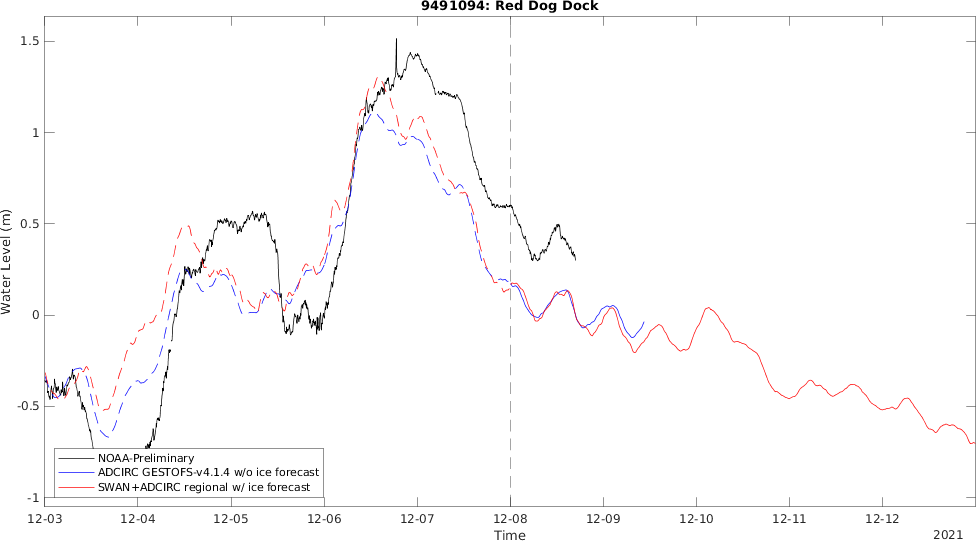 9491094: Red Dog Dock
Water Level (m)
1.5
1
0.5
0
-0.5
-1
NOAA-Preliminary
ADCIRC GESTOFS-v4.1.4 w/o ice forecast
SWAN+ADCIRC regional w/ ice forecast
12-03 12-04 12-05 12-06 12-07 12-08 12-09 12-10 12-11 12-12
Time
2021